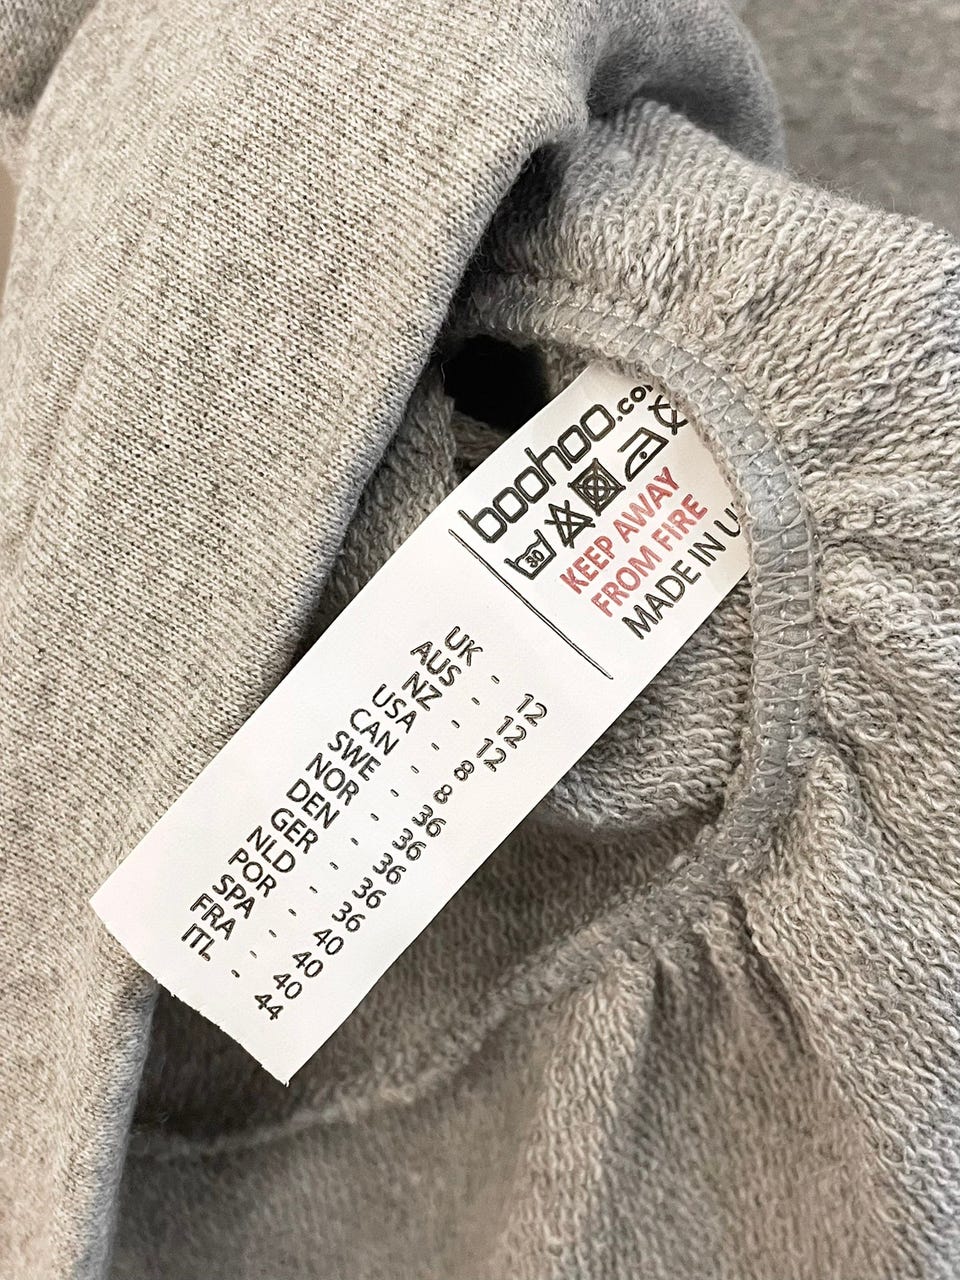 boohoo.co
30
KEEP AWAY
FROM FIRE
MADE IN U
UK - 12
AUS - 12
NZ - 12
USA - 8
CAN - 8
SWE - 36
NOR - 36
DEN - 36
GER - 36
NLD - 36
POR - 40
SPA - 40
FRA - 40
ITL - 44